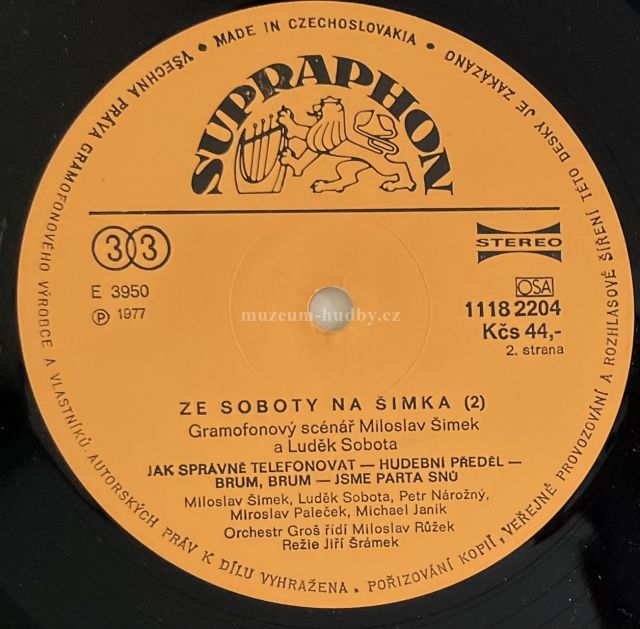 VŠECHNA PRÁVA GRAMOFONOVÉHO VÝROBCE A VLASTNÍKŮ AUTORSKÝCH PRÁV K DÍLU VYHRAŽENA. POŘIZOVÁNÍ KOPIÍ, VEŘEJNÉ PROVOZOVÁNÍ A ROZHLASOVÉ ŠÍŘENÍ TÉTO DESKY JE ZAKÁZÁNO
• MADE IN CZECHOSLOVAKIA •
SUPRAPHON
33
STEREO
E 3950
OSA
℗ 1977
1118 2204
muzeum-hudby.cz
Kčs 44,-
2. strana
ZE SOBOTY NA ŠIMKA (2)
Gramofonový scénář Miloslav Šimek
a Luděk Sobota
JAK SPRÁVNĚ TELEFONOVAT — HUDEBNÍ PŘEDĚL —
BRUM, BRUM — JSME PARTA SNŮ
Miloslav Šimek, Luděk Sobota, Petr Nárožný,
Miroslav Paleček, Michael Janík
Orchestr Groš řídí Miloslav Růžek
Režie Jiří Šrámek